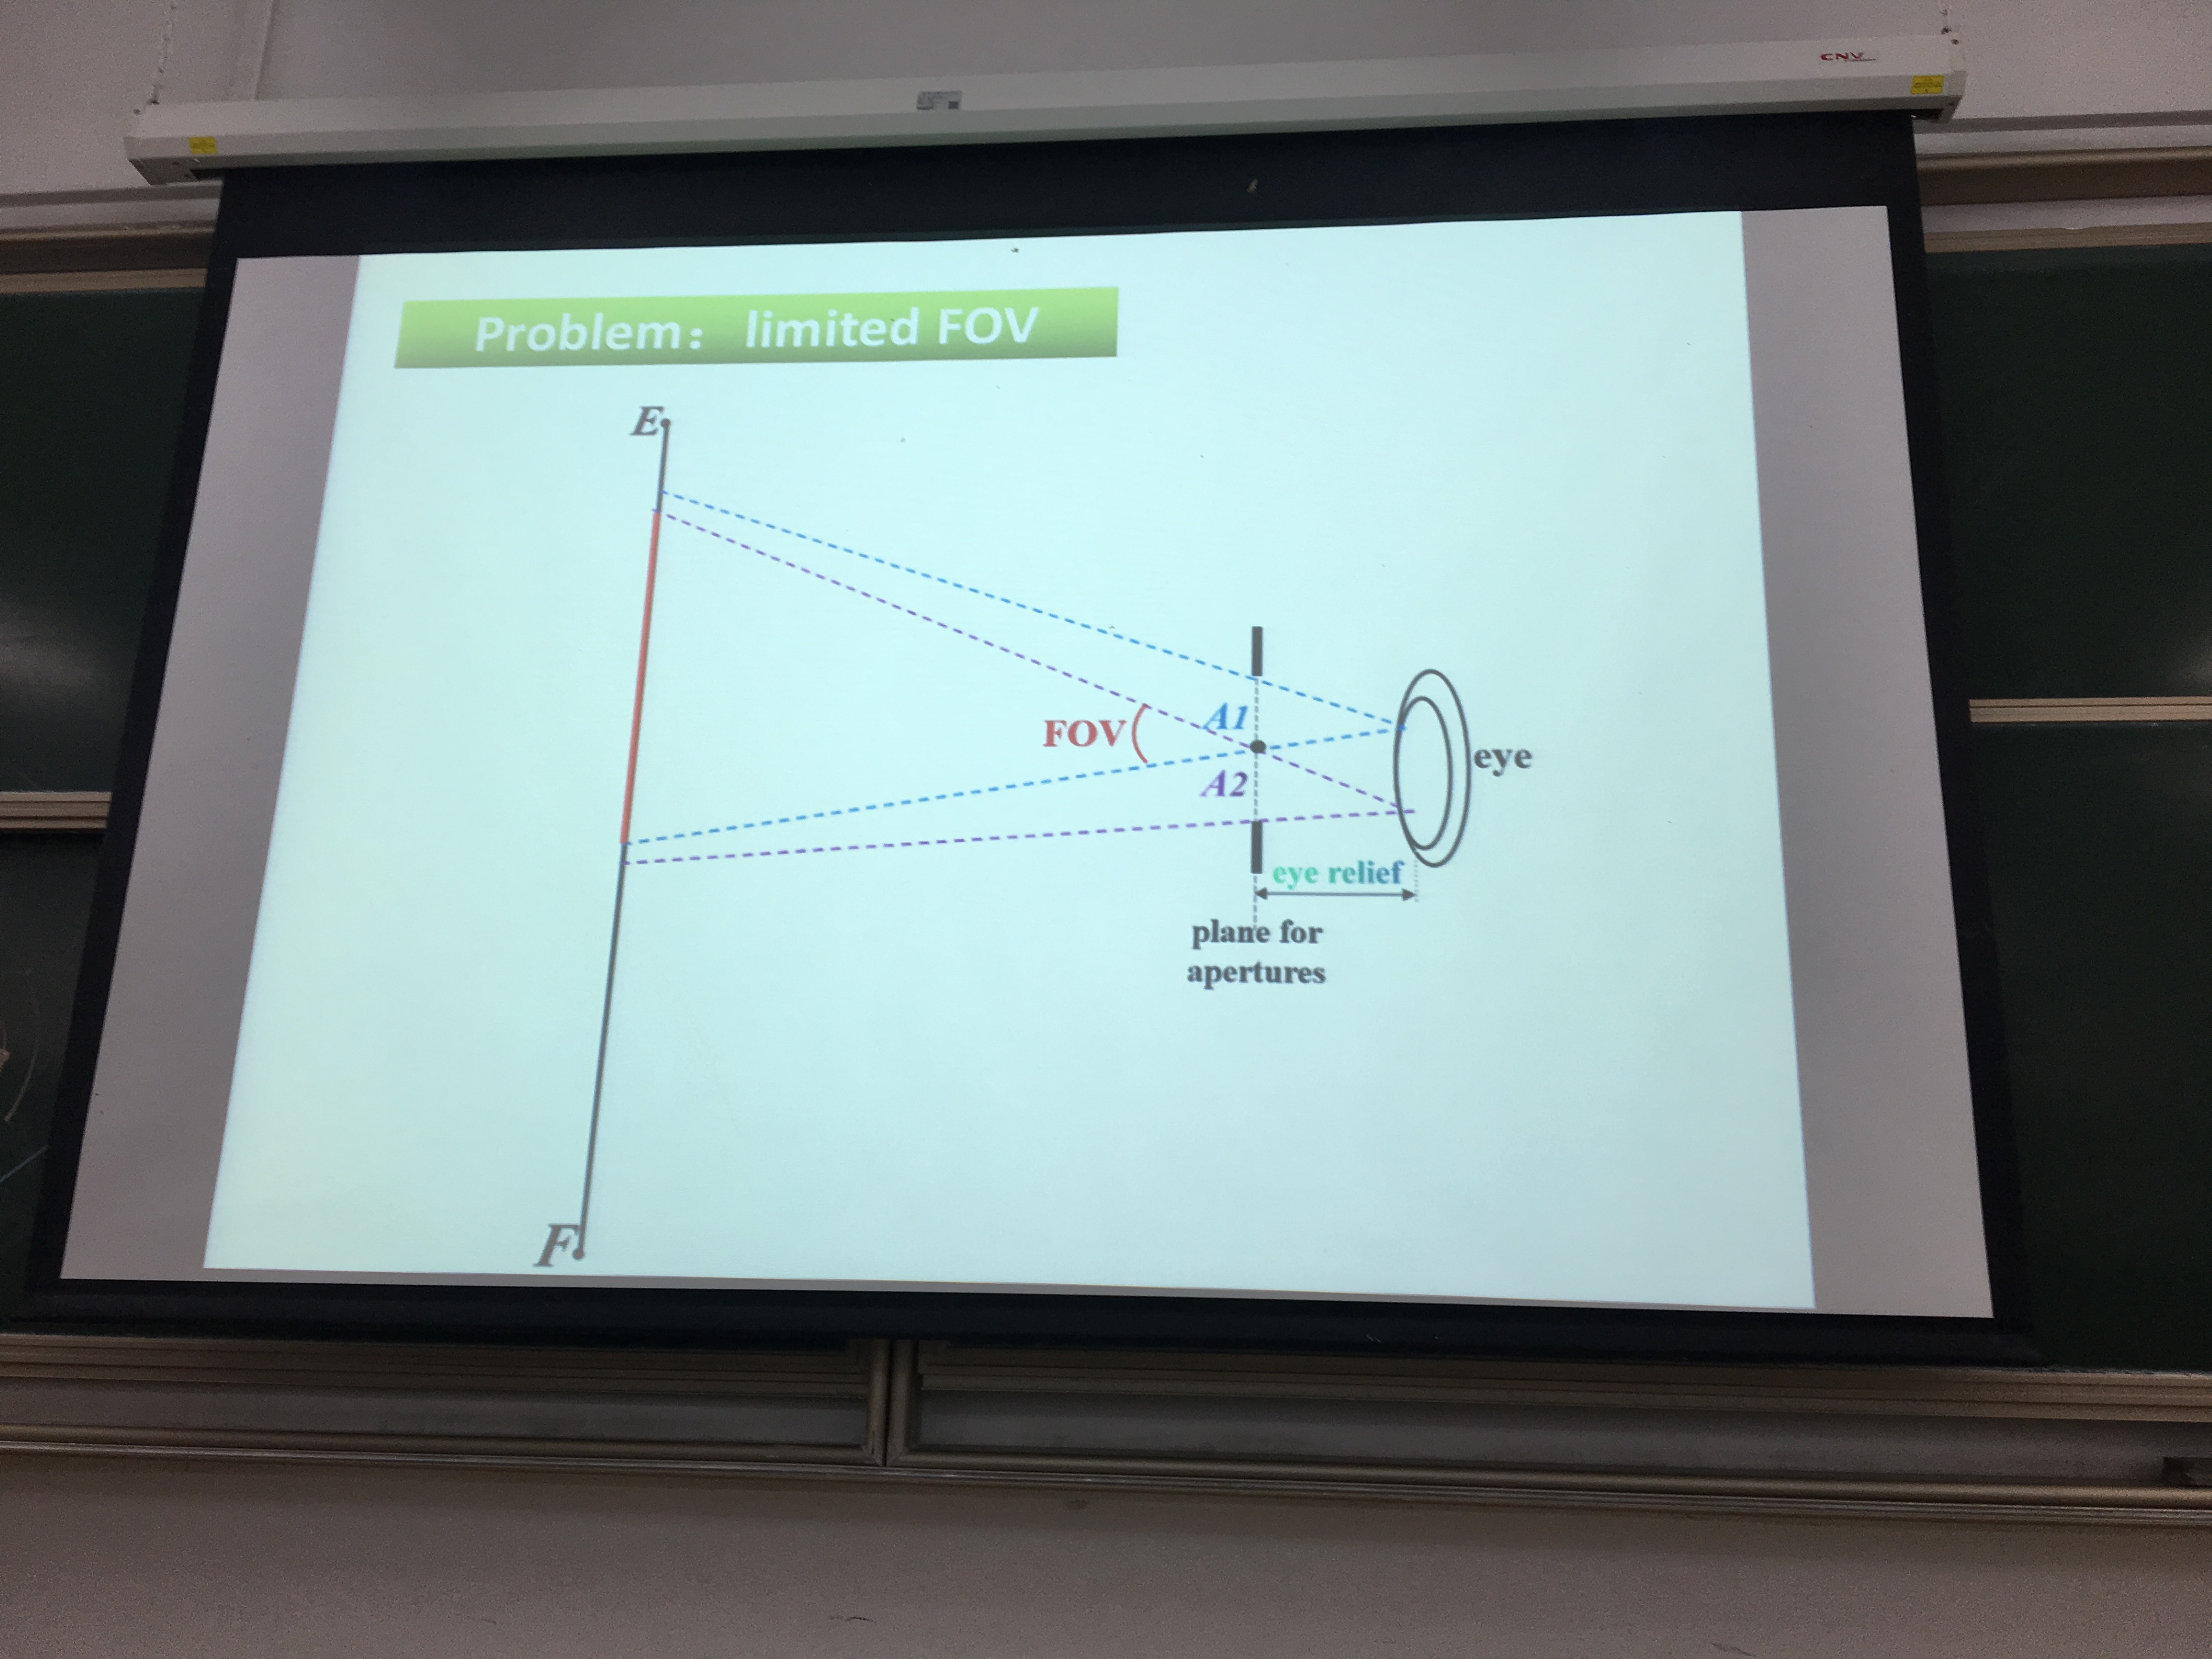 CNV
Problem： limited FOV
E
A1
FOV
eye
A2
eye relief
plane for
apertures
F